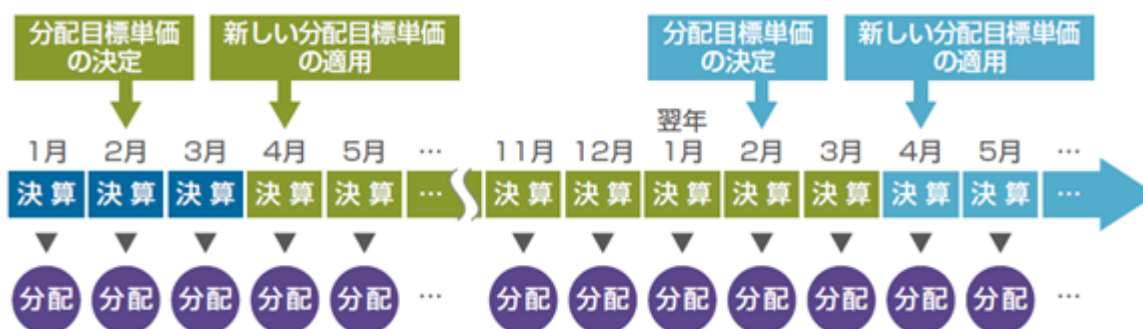 分配目標単価
の決定
新しい分配目標単価
の適用
分配目標単価
の決定
新しい分配目標単価
の適用
翌年
1月 2月 3月 4月 5月 … 11月 12月 1月 2月 3月 4月 5月 …
決算 決算 決算 決算 決算 … 決算 決算 決算 決算 決算 決算 決算 …
分配 分配 分配 分配 分配 … 分配 分配 分配 分配 分配 分配 分配 …